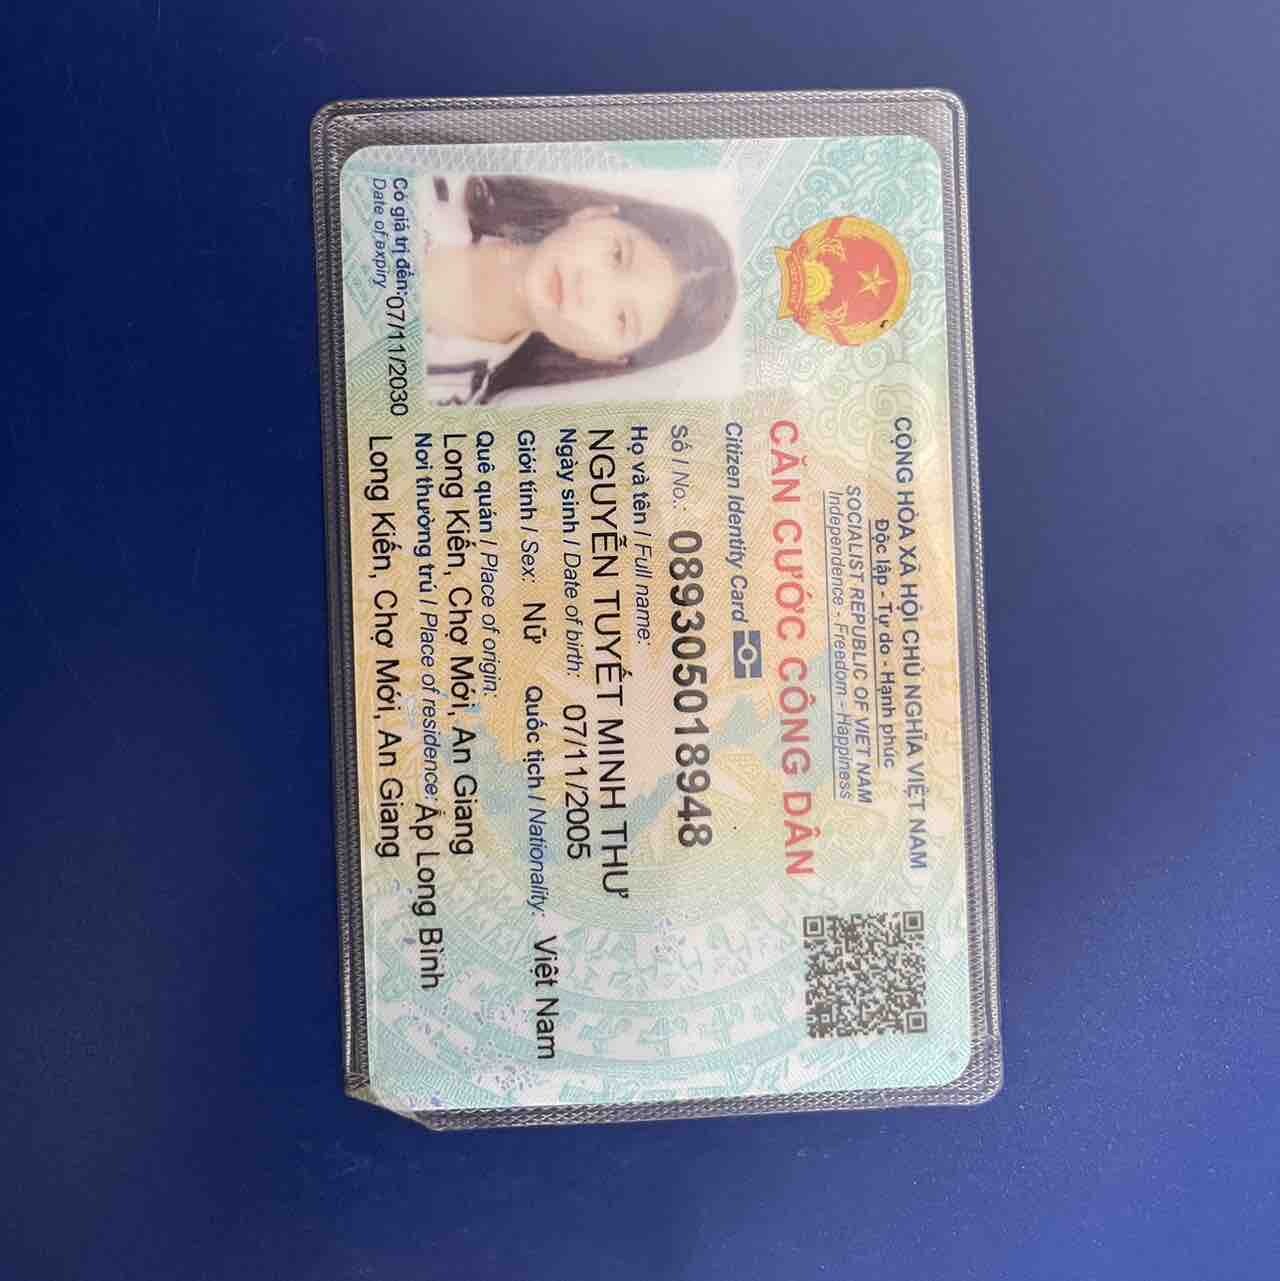 CỘNG HÒA XÃ HỘI CHỦ NGHĨA VIỆT NAM
Độc lập - Tự do - Hạnh phúc
SOCIALIST REPUBLIC OF VIET NAM
Independence - Freedom - Happiness
CĂN CƯỚC CÔNG DÂN
Citizen Identity Card
Số / No.: 089305018948
Họ và tên / Full name:
NGUYỄN TUYẾT MINH THƯ
Ngày sinh / Date of birth: 07/11/2005
Giới tính / Sex: Nữ Quốc tịch / Nationality: Việt Nam
Quê quán / Place of origin:
Long Kiến, Chợ Mới, An Giang
Nơi thường trú / Place of residence: Ấp Long Bình
Long Kiến, Chợ Mới, An Giang
Có giá trị đến: 07/11/2030
Date of expiry